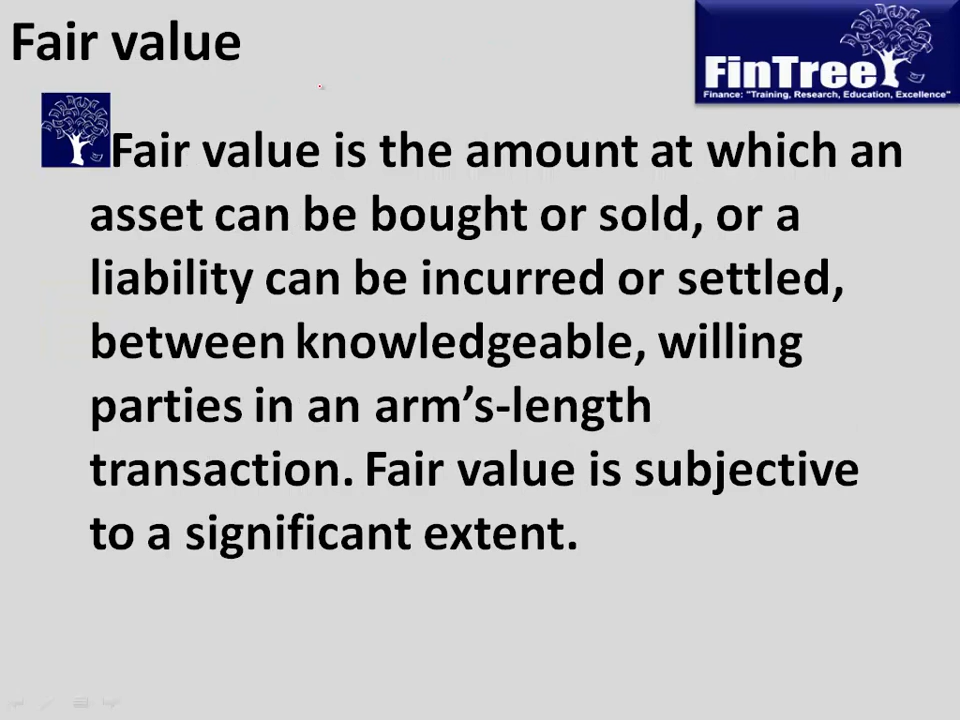 Fair value
FinTree
Finance: "Training, Research, Education, Excellence"
Fair value is the amount at which an
asset can be bought or sold, or a
liability can be incurred or settled,
between knowledgeable, willing
parties in an arm’s-length
transaction. Fair value is subjective
to a significant extent.